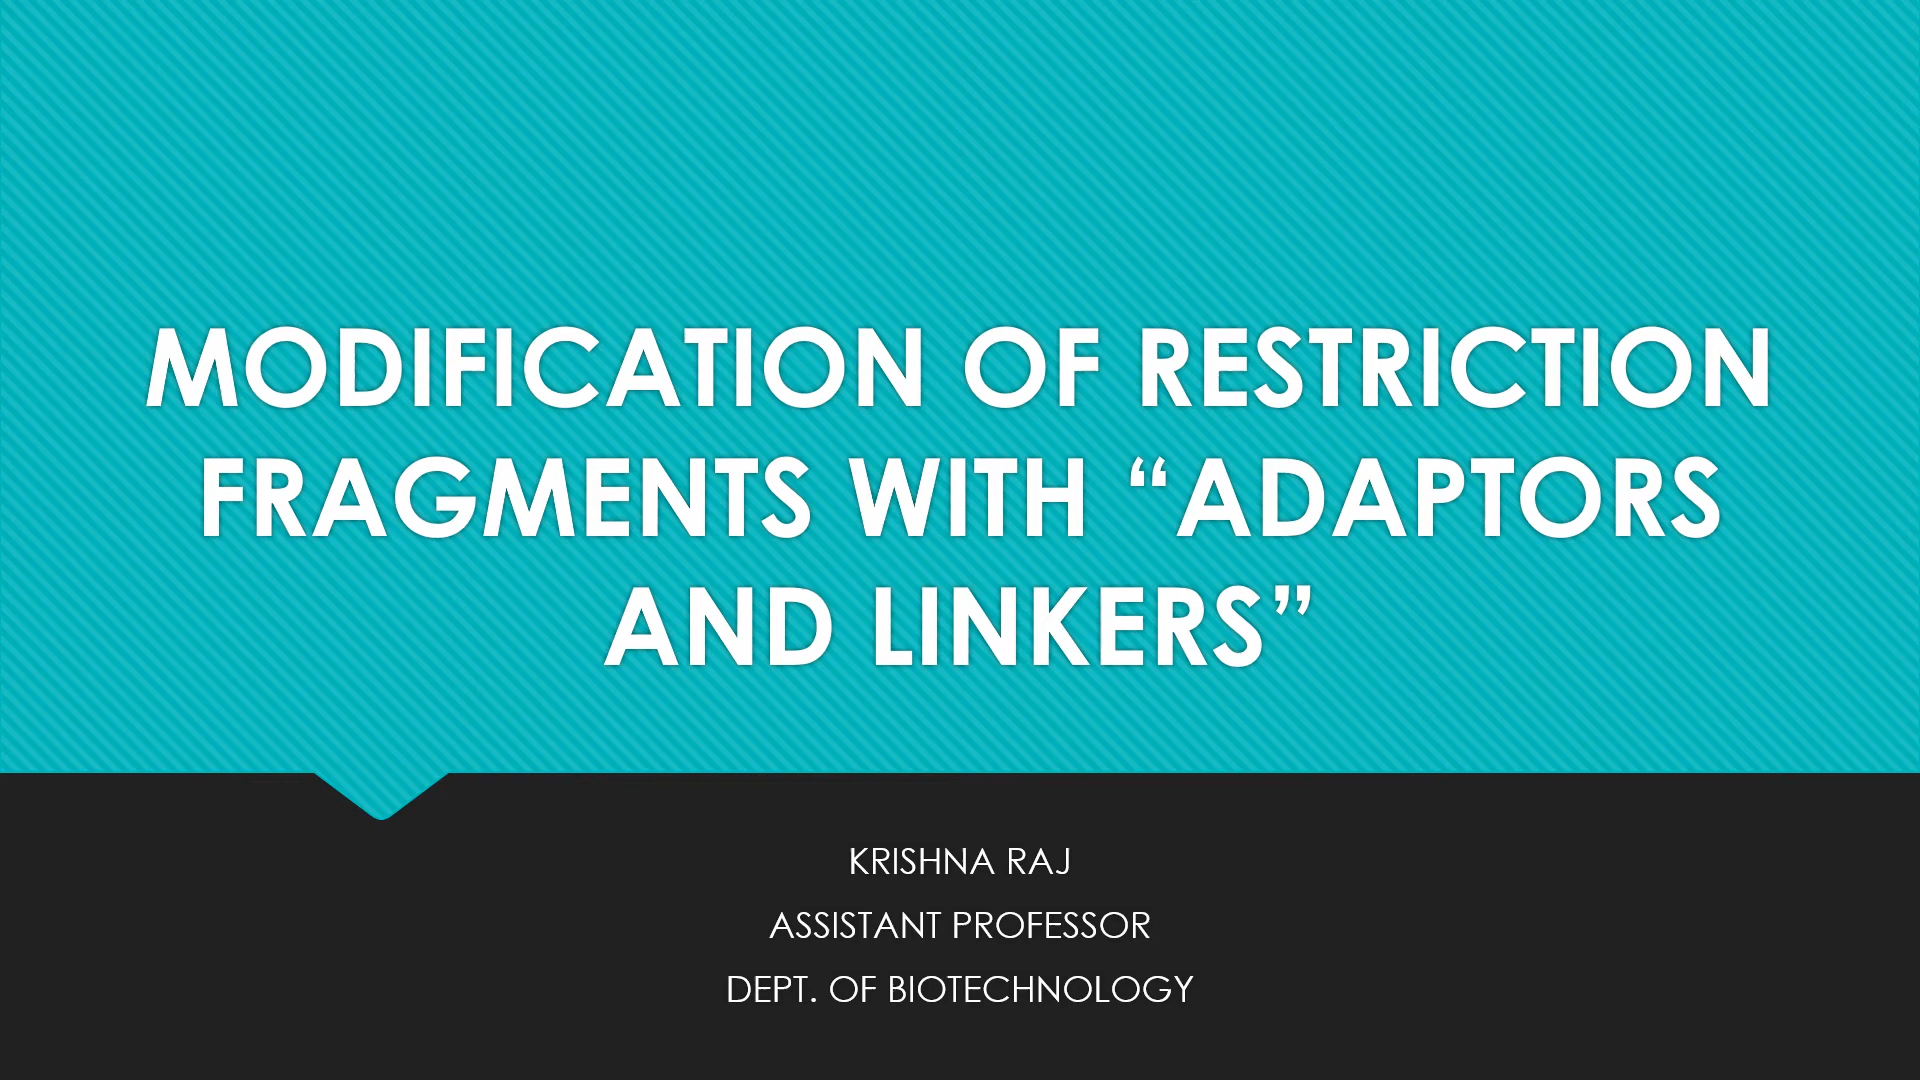 MODIFICATION OF RESTRICTION
FRAGMENTS WITH “ADAPTORS
AND LINKERS”
KRISHNA RAJ
ASSISTANT PROFESSOR
DEPT. OF BIOTECHNOLOGY